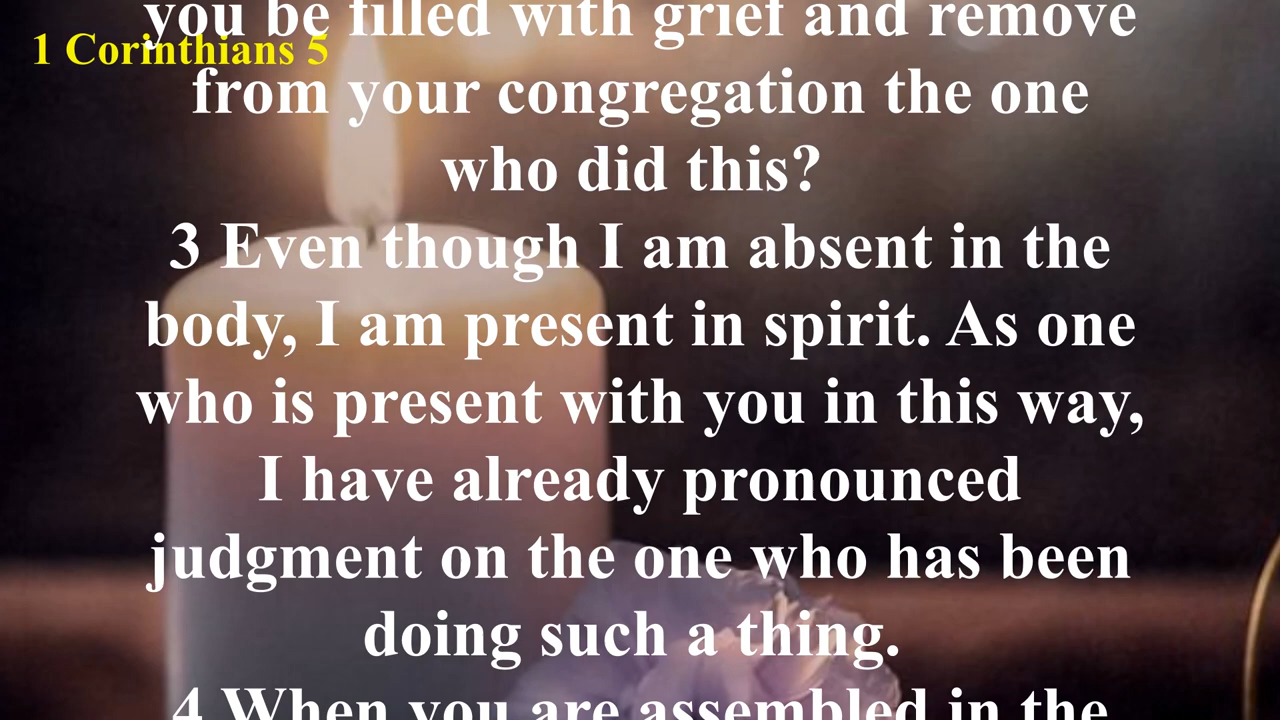 you be filled with grief and remove
1 Corinthians 5
from your congregation the one
who did this?
3 Even though I am absent in the
body, I am present in spirit. As one
who is present with you in this way,
I have already pronounced
judgment on the one who has been
doing such a thing.
4 When you are assembled in the